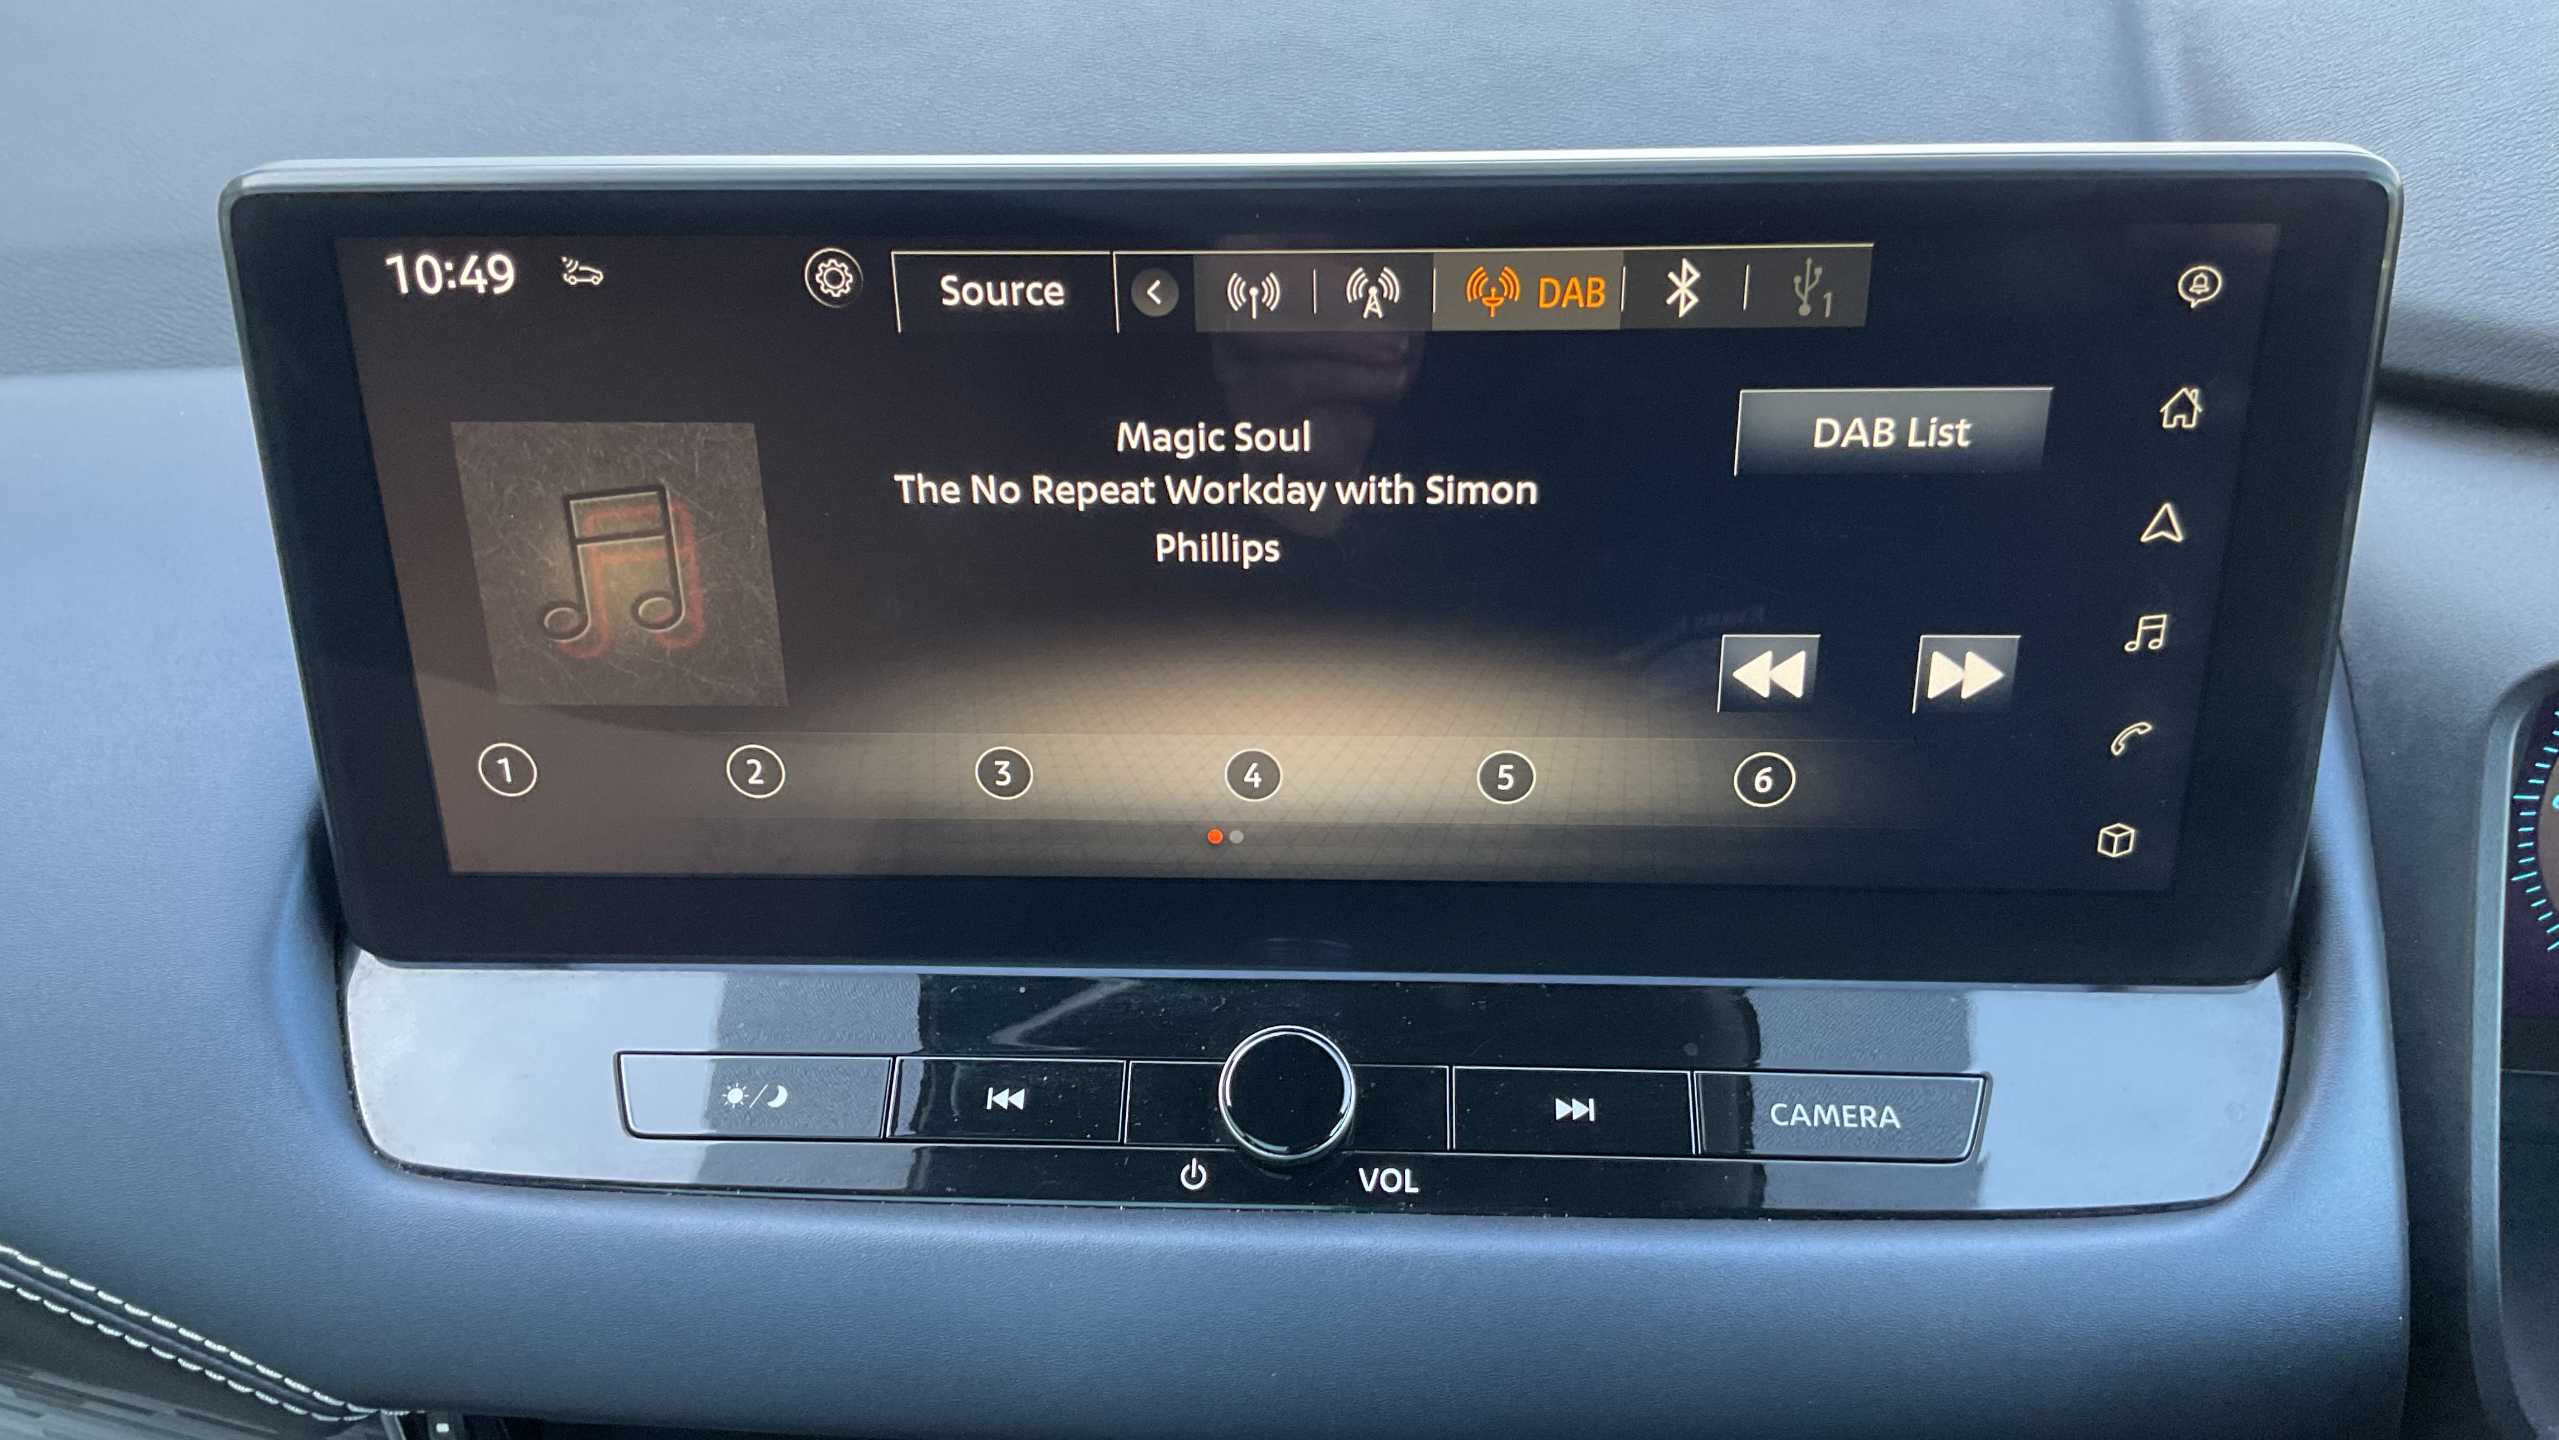 10:49
Source
DAB
1
Magic Soul
The No Repeat Workday with Simon
Phillips
DAB List
1
2
3
4
5
6
CAMERA
VOL